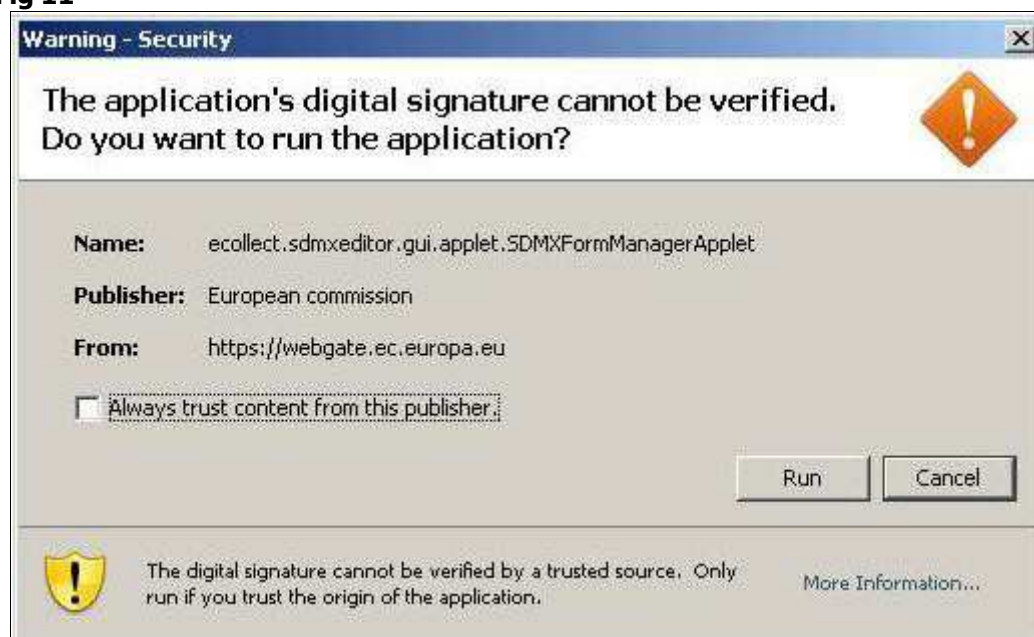 Fig 11
Warning - Security
The application's digital signature cannot be verified.
Do you want to run the application?
Name: ecollect.sdmxeditor.gui.applet.SDMXFormManagerApplet
Publisher: European commission
From: https://webgate.ec.europa.eu
Always trust content from this publisher.
Run Cancel
The digital signature cannot be verified by a trusted source. Only
run if you trust the origin of the application.
More Information...